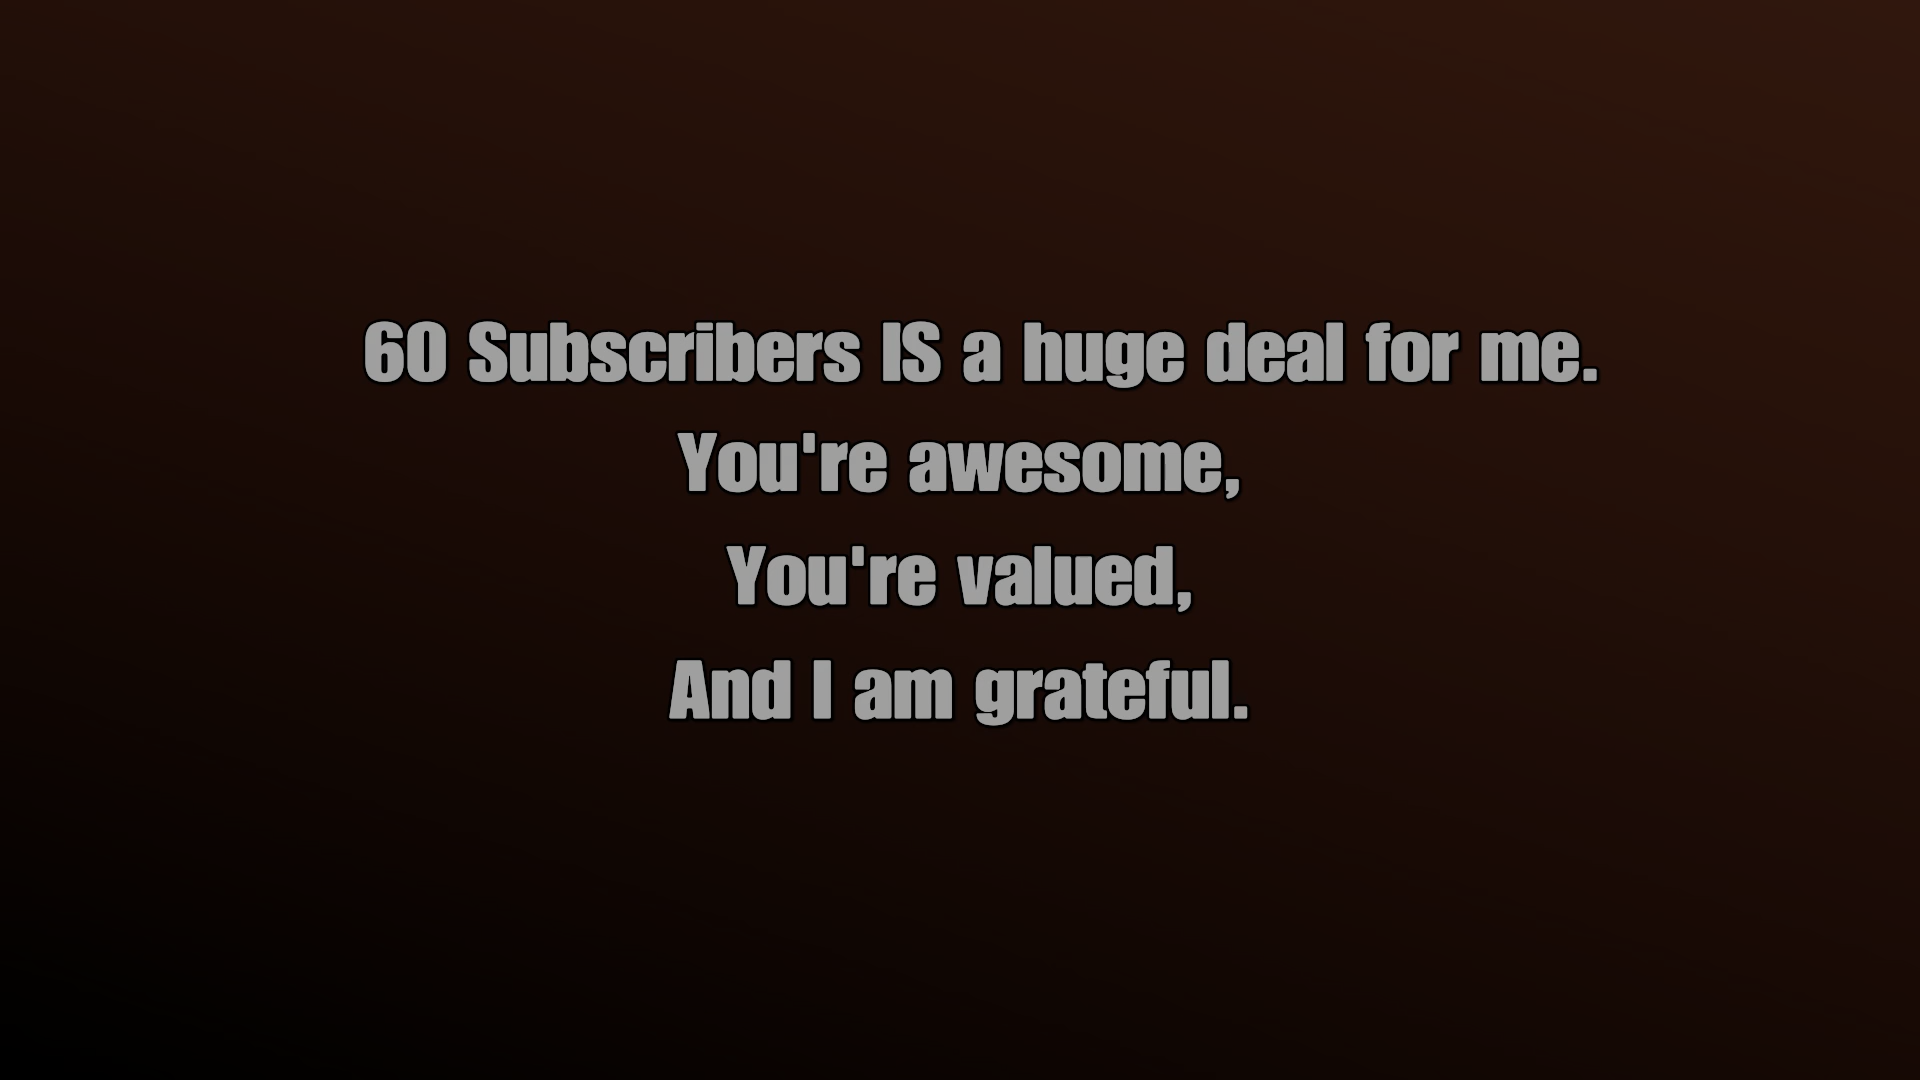 60 Subscribers IS a huge deal for me.
You're awesome,
You're valued,
And I am grateful.